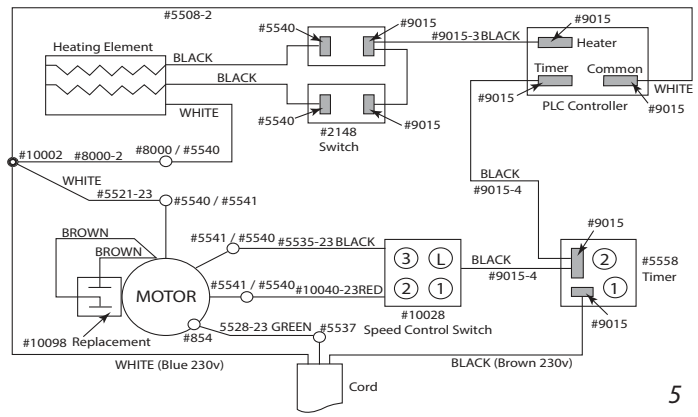 #5508-2
#5540
#9015
#9015
Heating Element
BLACK
#9015-3 BLACK
Heater
BLACK
Timer
Common
WHITE
#9015
PLC Controller
#9015
WHITE
#5540
#9015
#2148
Switch
#10002
#8000-2
#8000 / #5540
WHITE
#5521-23
#5540 / #5541
BLACK
#9015-4
BROWN
BROWN
#5541 / #5540
#5535-23 BLACK
3 L
2 1
BLACK
#9015-4
#9015
2
1
#5558
Timer
MOTOR
#5541 / #5540
#10040-23 RED
#10028
Speed Control Switch
#9015
#10098 Replacement
#854
5528-23 GREEN
#5537
WHITE (Blue 230v)
BLACK (Brown 230v)
Cord
5